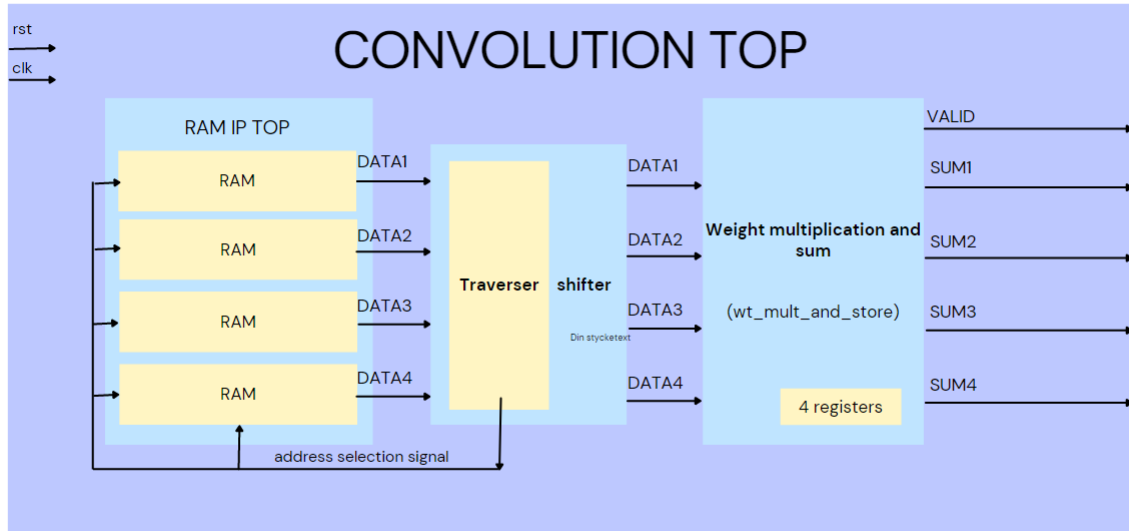 rst
clk
CONVOLUTION TOP
RAM IP TOP
RAM
RAM
RAM
RAM
DATA1
DATA2
DATA3
DATA4
Traverser
shifter
Din stycketext
address selection signal
DATA1
DATA2
DATA3
DATA4
Weight multiplication and
sum
(wt_mult_and_store)
4 registers
VALID
SUM1
SUM2
SUM3
SUM4